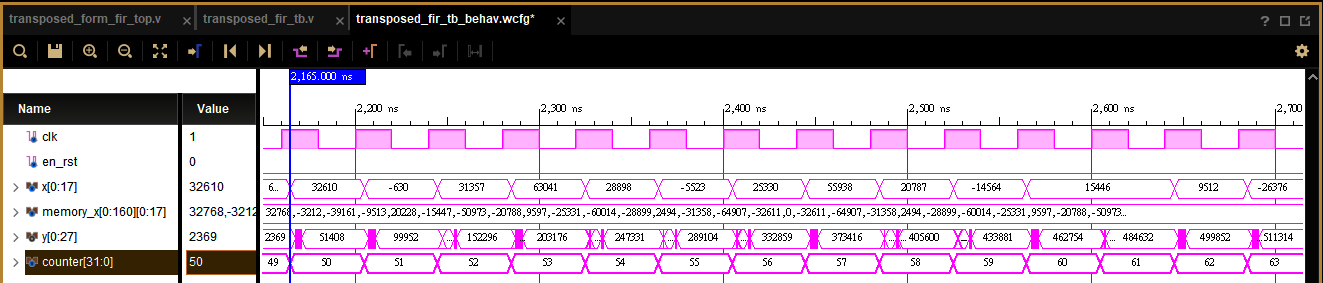 transposed_form_fir_top.v × transposed_fir_tb.v × transposed_fir_tb_behav.wcfg* ×
?
2,165.000 ns
2,200 ns 2,300 ns 2,400 ns 2,500 ns 2,600 ns 2,700
Name Value
clk 1
en_rst 0
x[0:17] 32610 6... 32610 -630 31357 63041 28898 -5523 25330 55938 20787 -14564 15446 9512 -26376
memory_x[0:160][0:17] 32768,-3212 32768,-3212,-39161,-9513,20228,-15447,-50973,-20788,9597,-25331,-60014,-28899,2494,-31358,-64907,-32611,0,-32611,-64907,-31358,2494,-28899,-60014,-25331,9597,-20788,-50973...
y[0:27] 2369 2369 51408 99952 ... 152296 203176 ... 247331 ... 289104 ... 332859 373416 ... 405600 ... 433881 462754 ... 484632 499852 511314
counter[31:0] 50 49 50 51 52 53 54 55 56 57 58 59 60 61 62 63